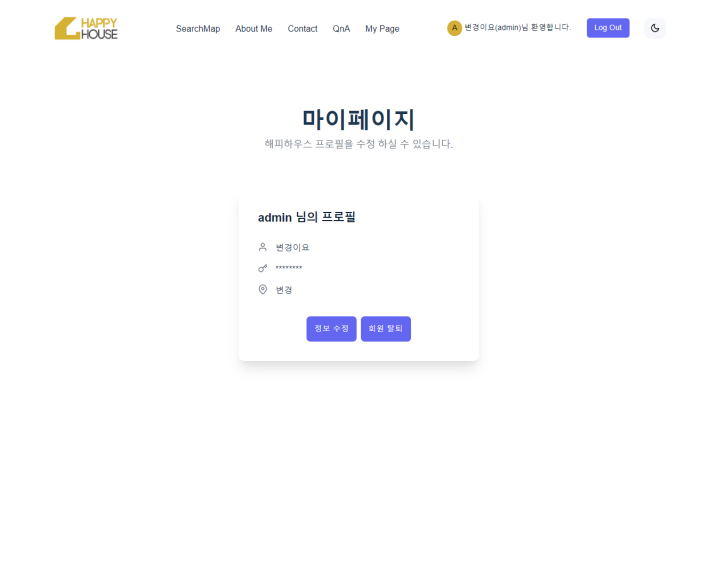 HAPPY
HOUSE
SearchMap About Me Contact QnA My Page
A 변경이요(admin)님 환영합니다.
Log Out
마이페이지
해피하우스 프로필을 수정 하실 수 있습니다.
admin 님의 프로필
변경이요
********
변경
정보 수정 회원 탈퇴